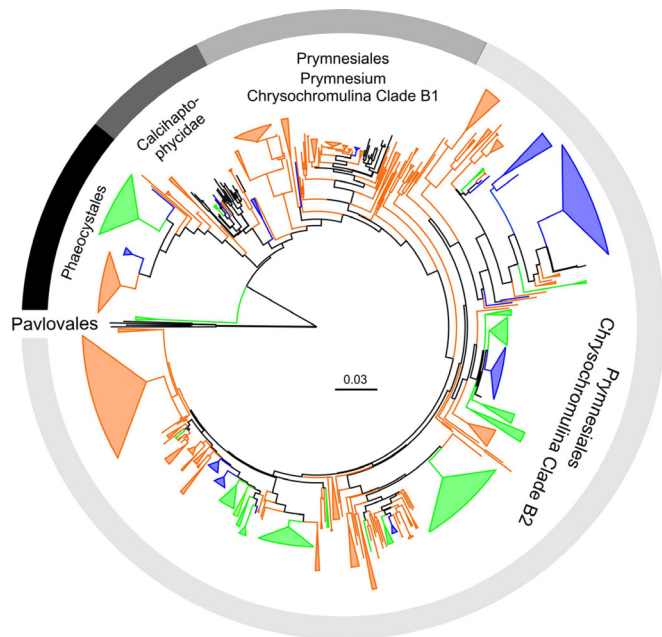 Prymnesiales
Prymnesium
Chrysochromulina Clade B1
Calcihapto-
phycidae
Phaeocystales
Pavlovales
0.03
Prymnesiales
Chrysochromulina Clade B2